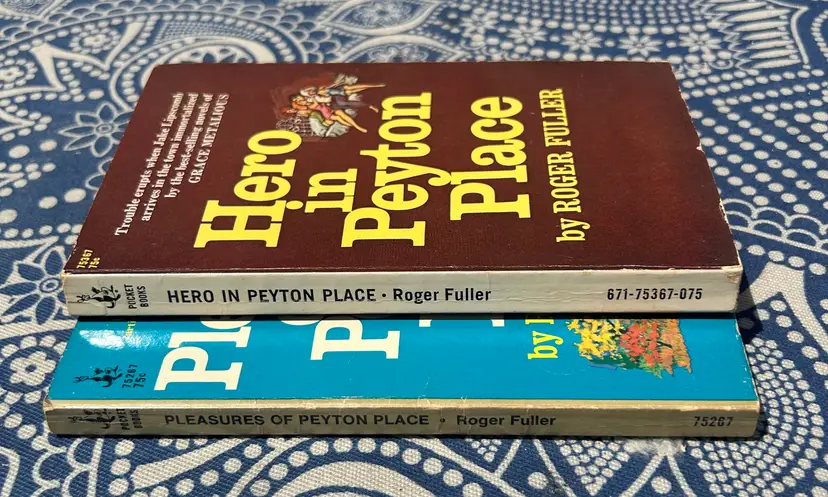 Trouble erupts when Jake Lipscomb
arrives in the town immortalized
by the best-selling novels of
GRACE METALIOUS
Hero
in
Peyton
Place
by ROGER FULLER
75367
75c
POCKET
BOOKS
HERO IN PEYTON PLACE · Roger Fuller
671-75367-075
by
75267
75c
POCKET
BOOKS
PLEASURES OF PEYTON PLACE · Roger Fuller
75267